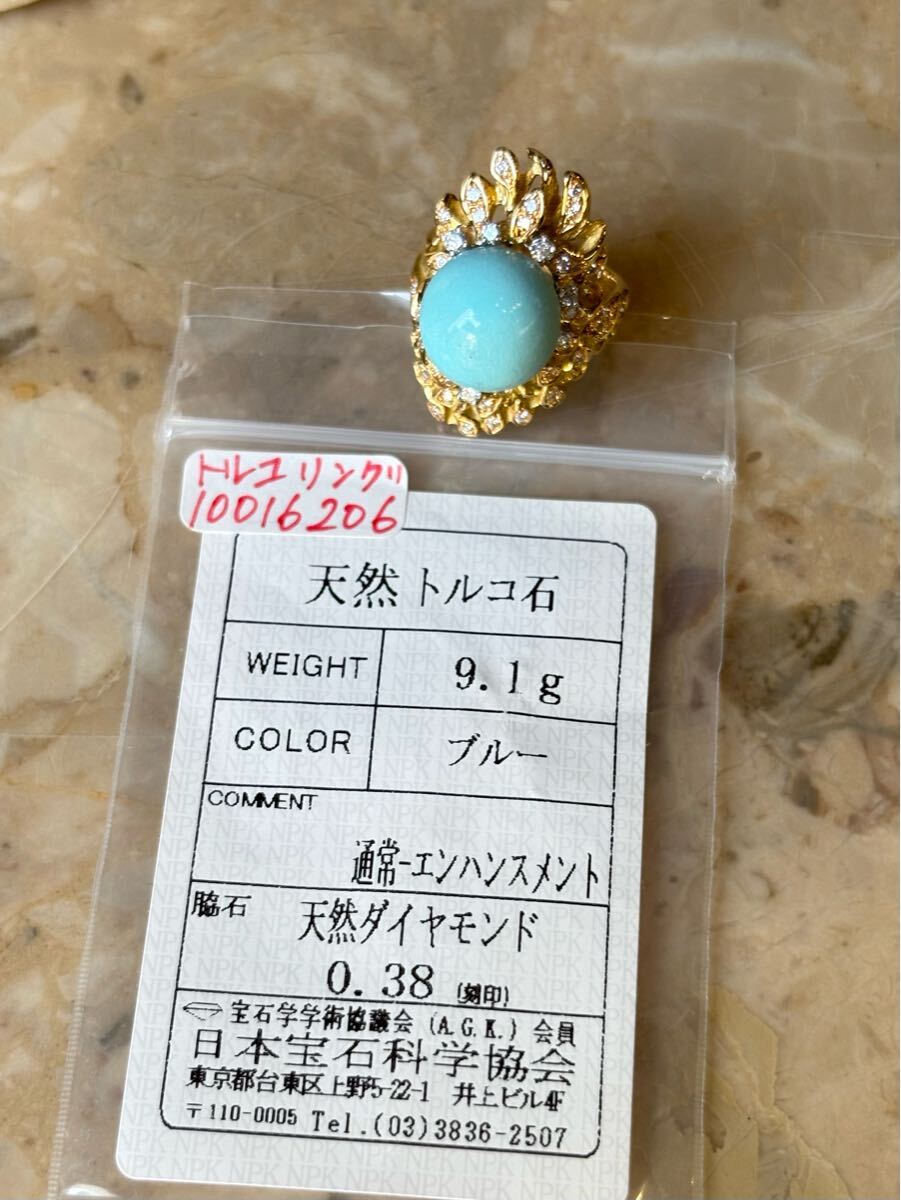 トルコリング
10016206
天然トルコ石
WEIGHT 9.1g
COLOR ブルー
COMMENT
通常-エンハンスメント
脇石 天然ダイヤモンド
0.38 (刻印)
宝石学学術協議会 (A.G.K.) 会員
日本宝石科学協会
東京都台東区上野5-22-1 井上ビル4F
〒110-0005 Tel.(03)3836-2507